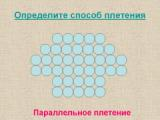 Определите способ плетения
Параллельное плетение